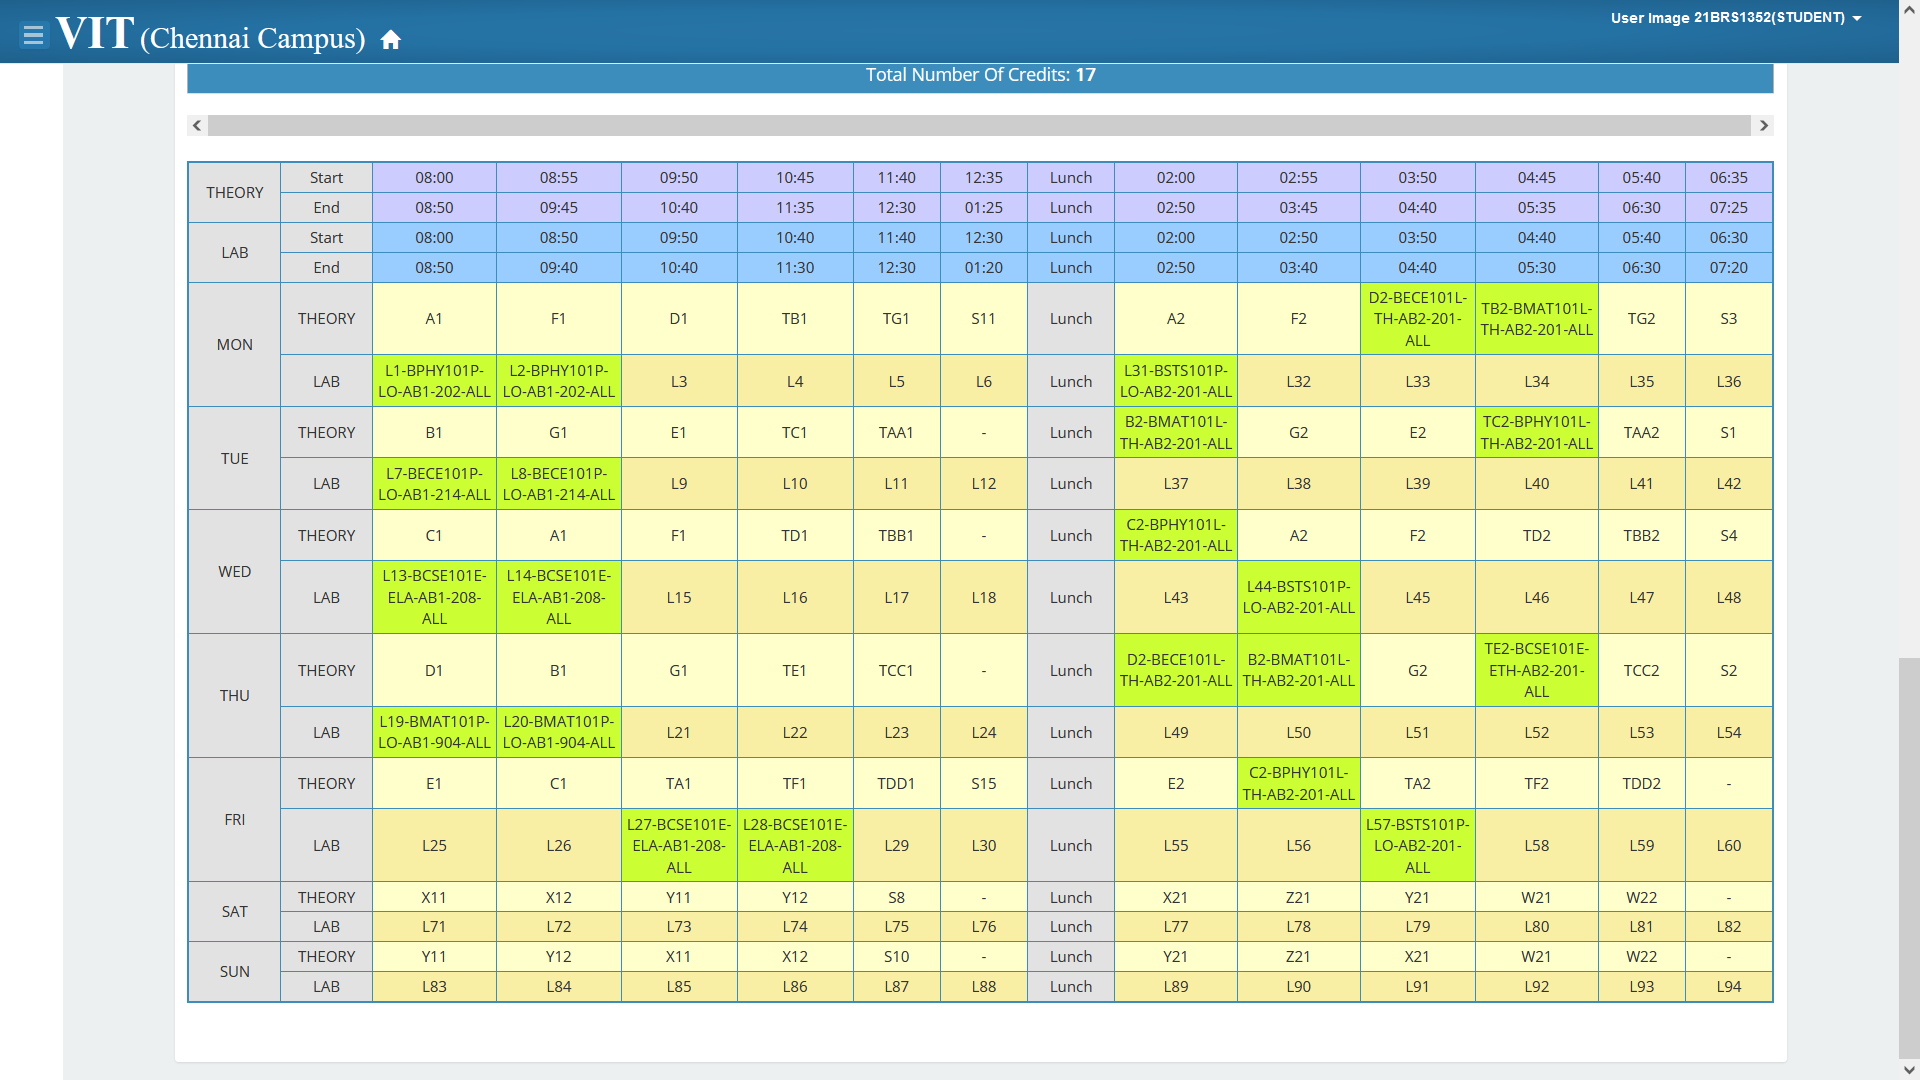 VIT (Chennai Campus)
User Image 21BRS1352(STUDENT)
Total Number Of Credits: 17
THEORY Start 08:00 08:55 09:50 10:45 11:40 12:35 Lunch 02:00 02:55 03:50 04:45 05:40 06:35
End 08:50 09:45 10:40 11:35 12:30 01:25 Lunch 02:50 03:45 04:40 05:35 06:30 07:25
LAB Start 08:00 08:50 09:50 10:40 11:40 12:30 Lunch 02:00 02:50 03:50 04:40 05:40 06:30
End 08:50 09:40 10:40 11:30 12:30 01:20 Lunch 02:50 03:40 04:40 05:30 06:30 07:20
MON THEORY A1 F1 D1 TB1 TG1 S11 Lunch A2 F2 D2-BECE101L-TH-AB2-201-ALL TB2-BMAT101L-TH-AB2-201-ALL TG2 S3
LAB L1-BPHY101P-LO-AB1-202-ALL L2-BPHY101P-LO-AB1-202-ALL L3 L4 L5 L6 Lunch L31-BSTS101P-LO-AB2-201-ALL L32 L33 L34 L35 L36
TUE THEORY B1 G1 E1 TC1 TAA1 - Lunch B2-BMAT101L-TH-AB2-201-ALL G2 E2 TC2-BPHY101L-TH-AB2-201-ALL TAA2 S1
LAB L7-BECE101P-LO-AB1-214-ALL L8-BECE101P-LO-AB1-214-ALL L9 L10 L11 L12 Lunch L37 L38 L39 L40 L41 L42
WED THEORY C1 A1 F1 TD1 TBB1 - Lunch C2-BPHY101L-TH-AB2-201-ALL A2 F2 TD2 TBB2 S4
LAB L13-BCSE101E-ELA-AB1-208-ALL L14-BCSE101E-ELA-AB1-208-ALL L15 L16 L17 L18 Lunch L43 L44-BSTS101P-LO-AB2-201-ALL L45 L46 L47 L48
THU THEORY D1 B1 G1 TE1 TCC1 - Lunch D2-BECE101L-TH-AB2-201-ALL B2-BMAT101L-TH-AB2-201-ALL G2 TE2-BCSE101E-ETH-AB2-201-ALL TCC2 S2
LAB L19-BMAT101P-LO-AB1-904-ALL L20-BMAT101P-LO-AB1-904-ALL L21 L22 L23 L24 Lunch L49 L50 L51 L52 L53 L54
FRI THEORY E1 C1 TA1 TF1 TDD1 S15 Lunch E2 C2-BPHY101L-TH-AB2-201-ALL TA2 TF2 TDD2 -
LAB L25 L26 L27-BCSE101E-ELA-AB1-208-ALL L28-BCSE101E-ELA-AB1-208-ALL L29 L30 Lunch L55 L56 L57-BSTS101P-LO-AB2-201-ALL L58 L59 L60
SAT THEORY X11 X12 Y11 Y12 S8 - Lunch X21 Z21 Y21 W21 W22 -
LAB L71 L72 L73 L74 L75 L76 Lunch L77 L78 L79 L80 L81 L82
SUN THEORY Y11 Y12 X11 X12 S10 - Lunch Y21 Z21 X21 W21 W22 -
LAB L83 L84 L85 L86 L87 L88 Lunch L89 L90 L91 L92 L93 L94